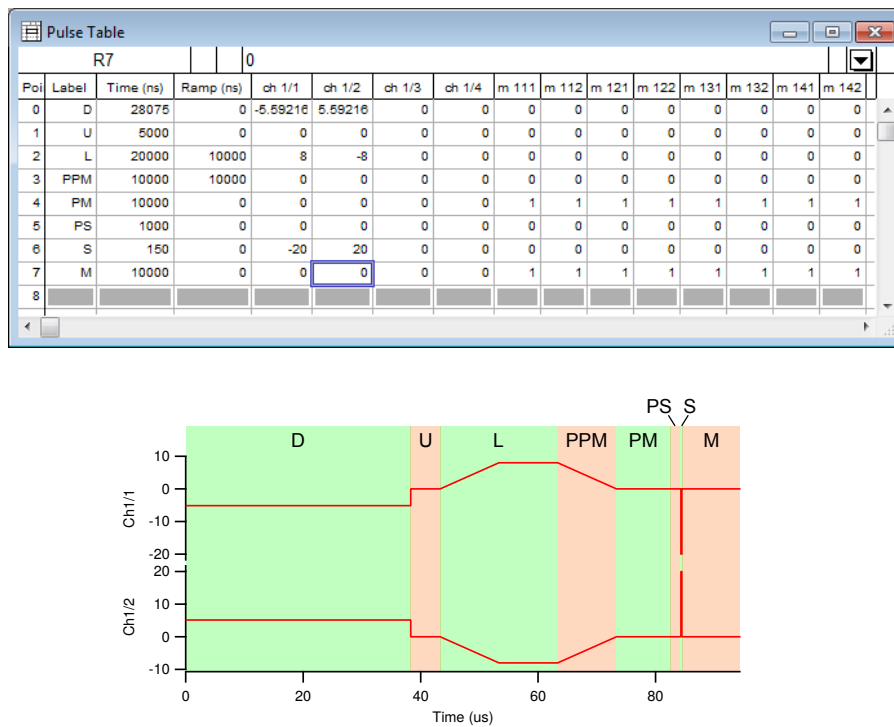 Pulse Table
R7 0
Poi Label Time (ns) Ramp (ns) ch 1/1 ch 1/2 ch 1/3 ch 1/4 m 111 m 112 m 121 m 122 m 131 m 132 m 141 m 142
0 D 28075 0 -5.59216 5.59216 0 0 0 0 0 0 0 0 0 0
1 U 5000 0 0 0 0 0 0 0 0 0 0 0 0 0
2 L 20000 10000 8 -8 0 0 0 0 0 0 0 0 0 0
3 PPM 10000 10000 0 0 0 0 0 0 0 0 0 0 0 0
4 PM 10000 0 0 0 0 0 1 1 1 1 1 1 1 1
5 PS 1000 0 0 0 0 0 0 0 0 0 0 0 0 0
6 S 150 0 -20 20 0 0 0 0 0 0 0 0 0 0
7 M 10000 0 0 0 0 0 1 1 1 1 1 1 1 1
8
PS S
D U L PPM PM M
10
0
-10
-20
Ch1/1
20
10
0
-10
Ch1/2
0 20 40 60 80
Time (us)